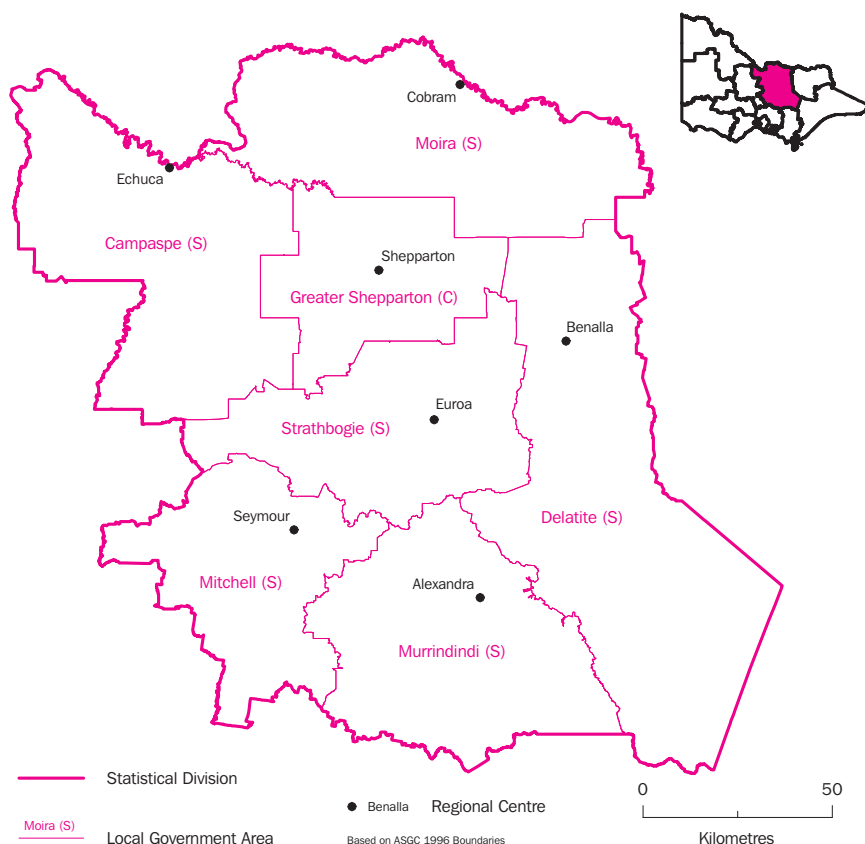 Cobram
Moira (S)
Echuca
Campaspe (S)
Shepparton
Greater Shepparton (C)
Benalla
Euroa
Strathbogie (S)
Seymour
Delatite (S)
Mitchell (S)
Alexandra
Murrindindi (S)
Statistical Division
0 50
Benalla Regional Centre
Moira (S)
Local Government Area
Based on ASGC 1996 Boundaries
Kilometres